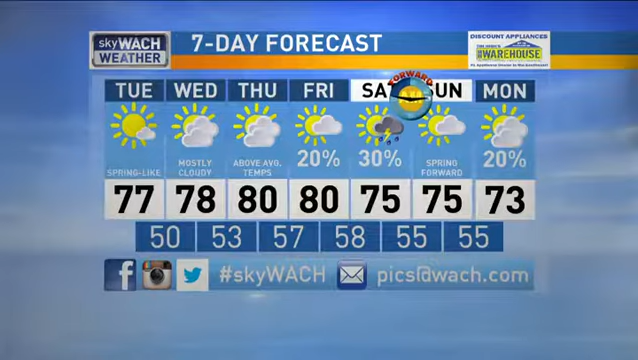 skyWACH
WEATHER
7-DAY FORECAST
DISCOUNT APPLIANCES
WAREHOUSE
TUE WED THU FRI SAT SUN MON
FORWARD
SPRING-LIKE
MOSTLY
CLOUDY
ABOVE AVG.
TEMPS
20%
30%
SPRING
FORWARD
20%
77 78 80 80 75 75 73
50 53 57 58 55 55
f #skyWACH pics@wach.com